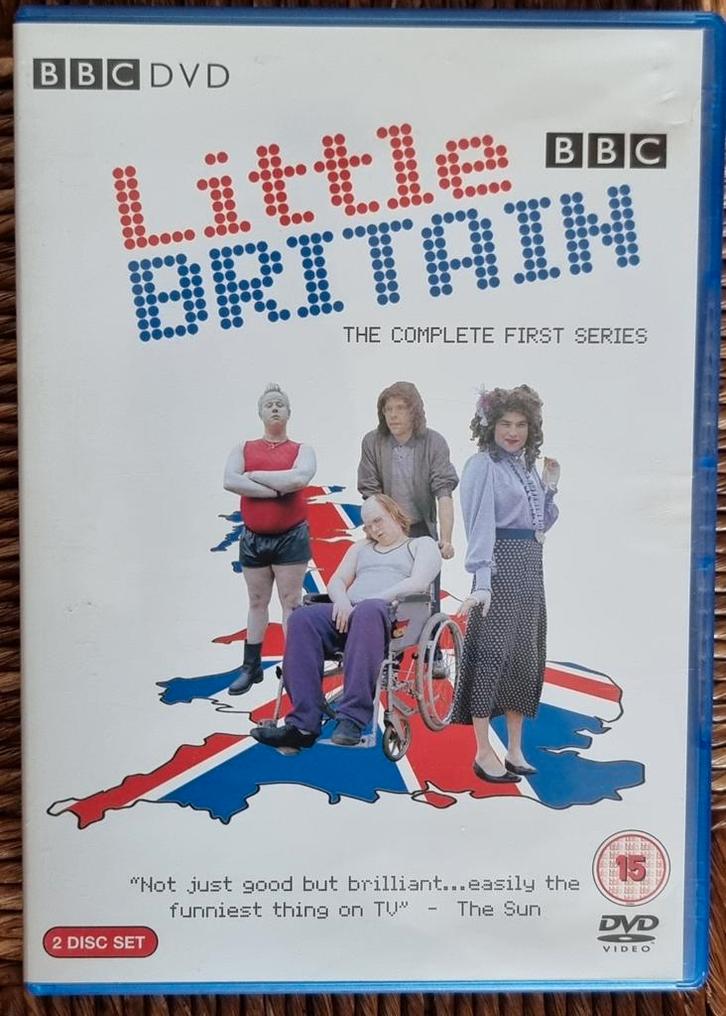 BBC DVD
Little
BBC
BRITAIN
THE COMPLETE FIRST SERIES
"Not just good but brilliant...easily the
funniest thing on TV" - The Sun
15
2 DISC SET
DVD
VIDEO